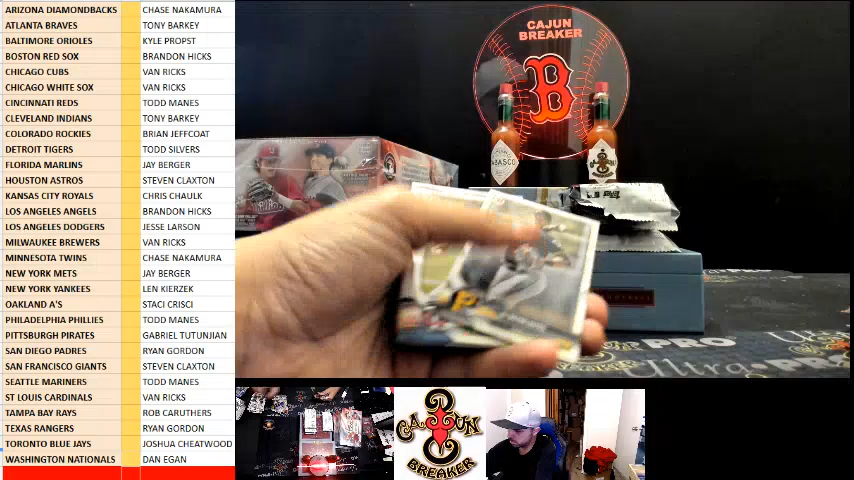 ARIZONA DIAMONDBACKS CHASE NAKAMURA
ATLANTA BRAVES TONY BARKEY
BALTIMORE ORIOLES KYLE PROPST
BOSTON RED SOX BRANDON HICKS
CHICAGO CUBS VAN RICKS
CHICAGO WHITE SOX VAN RICKS
CINCINNATI REDS TODD MANES
CLEVELAND INDIANS TONY BARKEY
COLORADO ROCKIES BRIAN JEFFCOAT
DETROIT TIGERS TODD SILVERS
FLORIDA MARLINS JAY BERGER
HOUSTON ASTROS STEVEN CLAXTON
KANSAS CITY ROYALS CHRIS CHAULK
LOS ANGELES ANGELS BRANDON HICKS
LOS ANGELES DODGERS JESSE LARSON
MILWAUKEE BREWERS VAN RICKS
MINNESOTA TWINS CHASE NAKAMURA
NEW YORK METS JAY BERGER
NEW YORK YANKEES LEN KIERZEK
OAKLAND A'S STACI CRISCI
PHILADELPHIA PHILLIES TODD MANES
PITTSBURGH PIRATES GABRIEL TUTUNJIAN
SAN DIEGO PADRES RYAN GORDON
SAN FRANCISCO GIANTS STEVEN CLAXTON
SEATTLE MARINERS TODD MANES
ST LOUIS CARDINALS VAN RICKS
TAMPA BAY RAYS ROB CARUTHERS
TEXAS RANGERS RYAN GORDON
TORONTO BLUE JAYS JOSHUA CHEATWOOD
WASHINGTON NATIONALS DAN EGAN
CAJUN
BREAKER
B
TABASCO
P
Ultra PRO
CAJUN
BREAKER